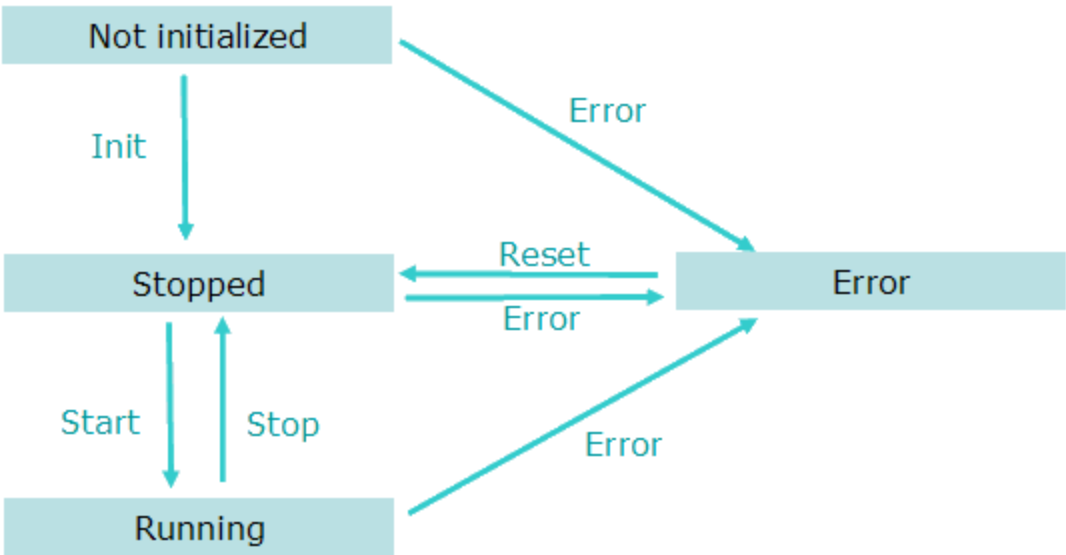 Not initialized
Error
Init
Reset
Stopped
Error
Error
Start
Stop
Error
Running